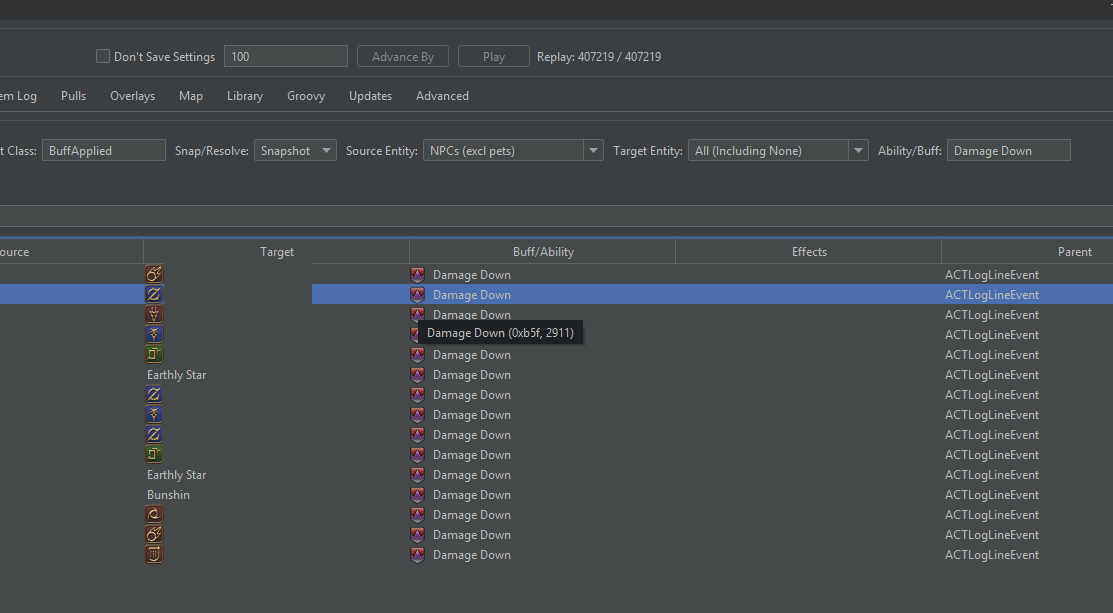 Don't Save Settings 100 Advance By Play Replay: 407219 / 407219
em Log Pulls Overlays Map Library Groovy Updates Advanced
t Class: BuffApplied Snap/Resolve: Snapshot Source Entity: NPCs (excl pets) Target Entity: All (Including None) Ability/Buff: Damage Down
ource Target Buff/Ability Effects Parent
Damage Down ACTLogLineEvent
Damage Down ACTLogLineEvent
Damage Down ACTLogLineEvent
Damage Down (0xb5f, 2911) ACTLogLineEvent
Damage Down ACTLogLineEvent
Earthly Star Damage Down ACTLogLineEvent
Damage Down ACTLogLineEvent
Damage Down ACTLogLineEvent
Damage Down ACTLogLineEvent
Damage Down ACTLogLineEvent
Earthly Star Damage Down ACTLogLineEvent
Bunshin Damage Down ACTLogLineEvent
Damage Down ACTLogLineEvent
Damage Down ACTLogLineEvent
Damage Down ACTLogLineEvent